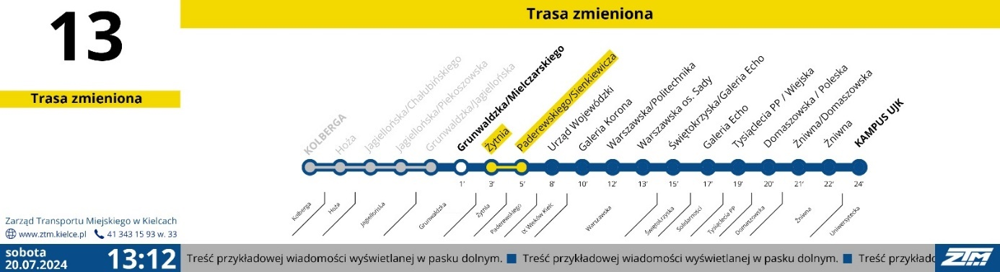 13
Trasa zmieniona
Trasa zmieniona
KOLBERGA
Hoża
Jagiellońska/Chałubińskiego
Jagiellońska/Piekoszowska
Grunwaldzka/Jagiellońska
Grunwaldzka/Mielczarskiego
Żytnia
Paderewskiego/Sienkiewicza
Urząd Wojewódzki
Galeria Korona
Warszawska/Politechnika
Warszawska os. Sady
Świętokrzyska/Galeria Echo
Galeria Echo
Tysiąclecia PP / Wiejska
Domaszowska / Poleska
Żniwna/Domaszowska
Żniwna
KAMPUS UJK
1' 3' 5' 8' 10' 12' 13' 15' 17' 19' 20' 21' 22' 24'
Kolberga
Hoża
Jagiellońska
Grunwaldzka
Żytnia
Paderewskiego
IX Wieków Kielc
Warszawska
Świętokrzyska
Solidarności
Tysiąclecia PP
Domaszowska
Żniwna
Uniwersytecka
Zarząd Transportu Miejskiego w Kielcach
www.ztm.kielce.pl 41 343 15 93 w. 33
sobota
20.07.2024
13:12
Treść przykładowej wiadomości wyświetlanej w pasku dolnym. Treść przykładowej wiadomości wyświetlanej w pasku dolnym. Treść przykłado
ZTM